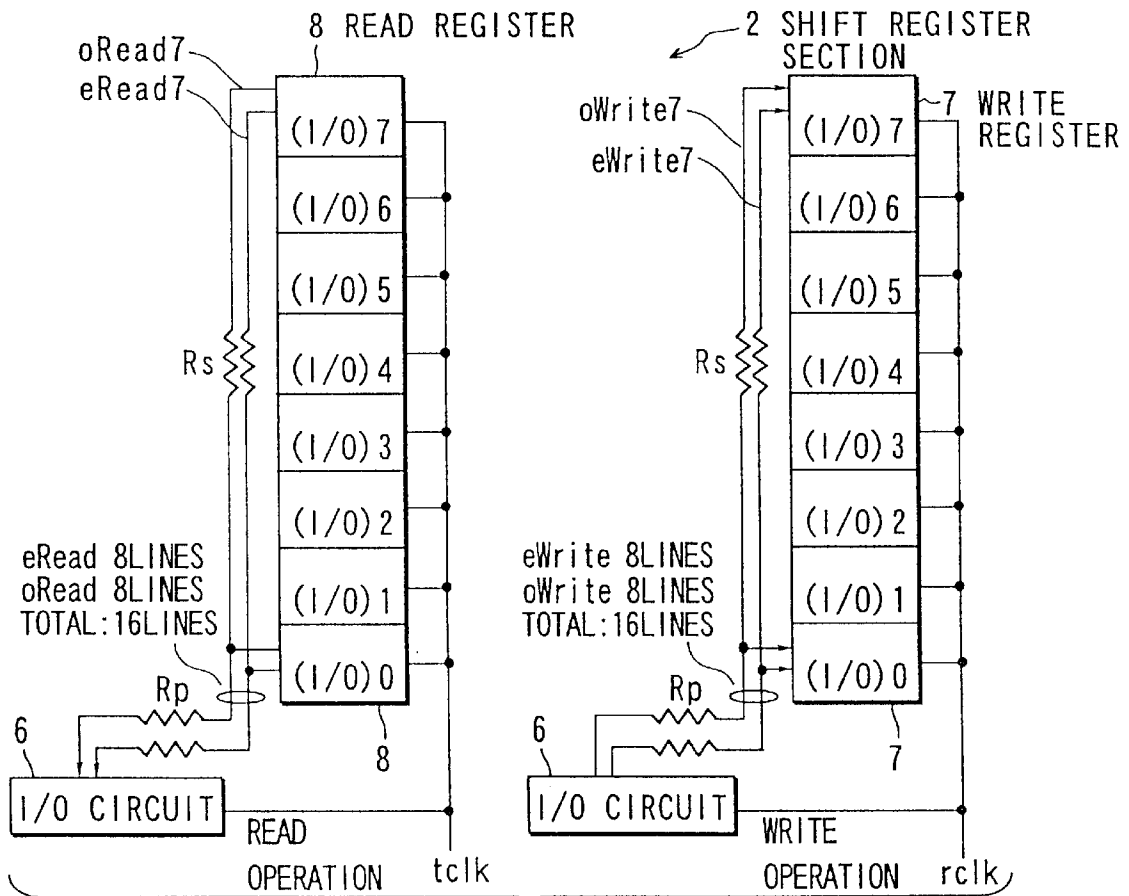 8 READ REGISTER
oRead7
eRead7
(I/O)7
(I/O)6
(I/O)5
(I/O)4
(I/O)3
(I/O)2
(I/O)1
(I/O)0
Rs
eRead 8LINES
oRead 8LINES
TOTAL:16LINES
Rp
8
6
I/O CIRCUIT
READ
OPERATION
tclk
2 SHIFT REGISTER
SECTION
7 WRITE
REGISTER
oWrite7
eWrite7
(I/O)7
(I/O)6
(I/O)5
(I/O)4
(I/O)3
(I/O)2
(I/O)1
(I/O)0
Rs
eWrite 8LINES
oWrite 8LINES
TOTAL:16LINES
Rp
7
6
I/O CIRCUIT
WRITE
OPERATION
rclk